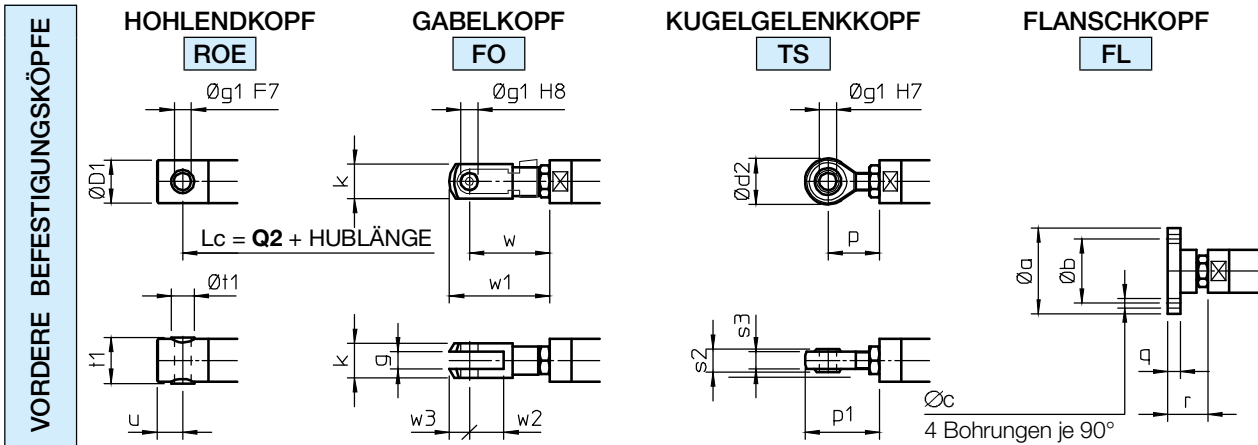 VORDERE BEFESTIGUNGSKÖPFE
HOHLENDKOPF
ROE
Øg1 F7
ØD1
Lc = Q2 + HUBLÄNGE
Øt1
t1
u
GABELKOPF
FO
Øg1 H8
k
w
w1
k
g
w3
w2
KUGELGELENKKOPF
TS
Øg1 H7
Ød2
p
s3
s2
p1
FLANSCHKOPF
FL
Øa
Øb
q
r
Øc
4 Bohrungen je 90°